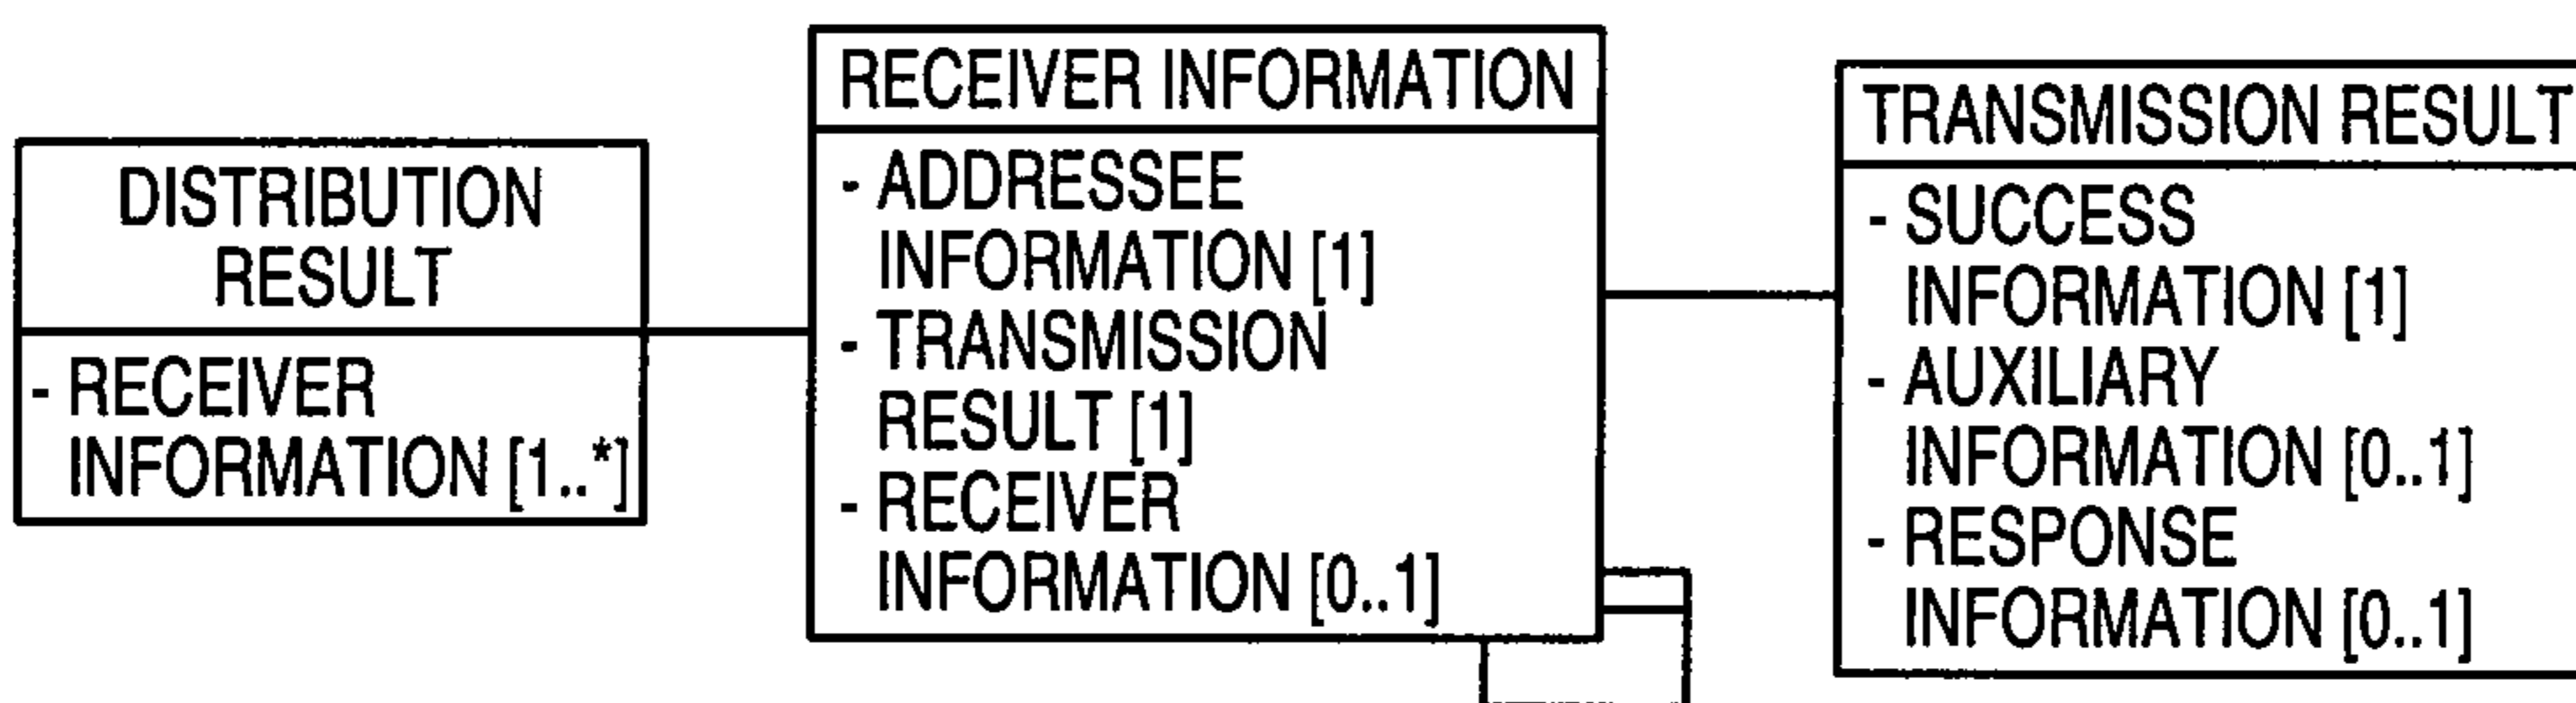 DISTRIBUTION
RESULT
- RECEIVER
INFORMATION [1..*]
RECEIVER INFORMATION
- ADDRESSEE
INFORMATION [1]
- TRANSMISSION
RESULT [1]
- RECEIVER
INFORMATION [0..1]
TRANSMISSION RESULT
- SUCCESS
INFORMATION [1]
- AUXILIARY
INFORMATION [0..1]
- RESPONSE
INFORMATION [0..1]